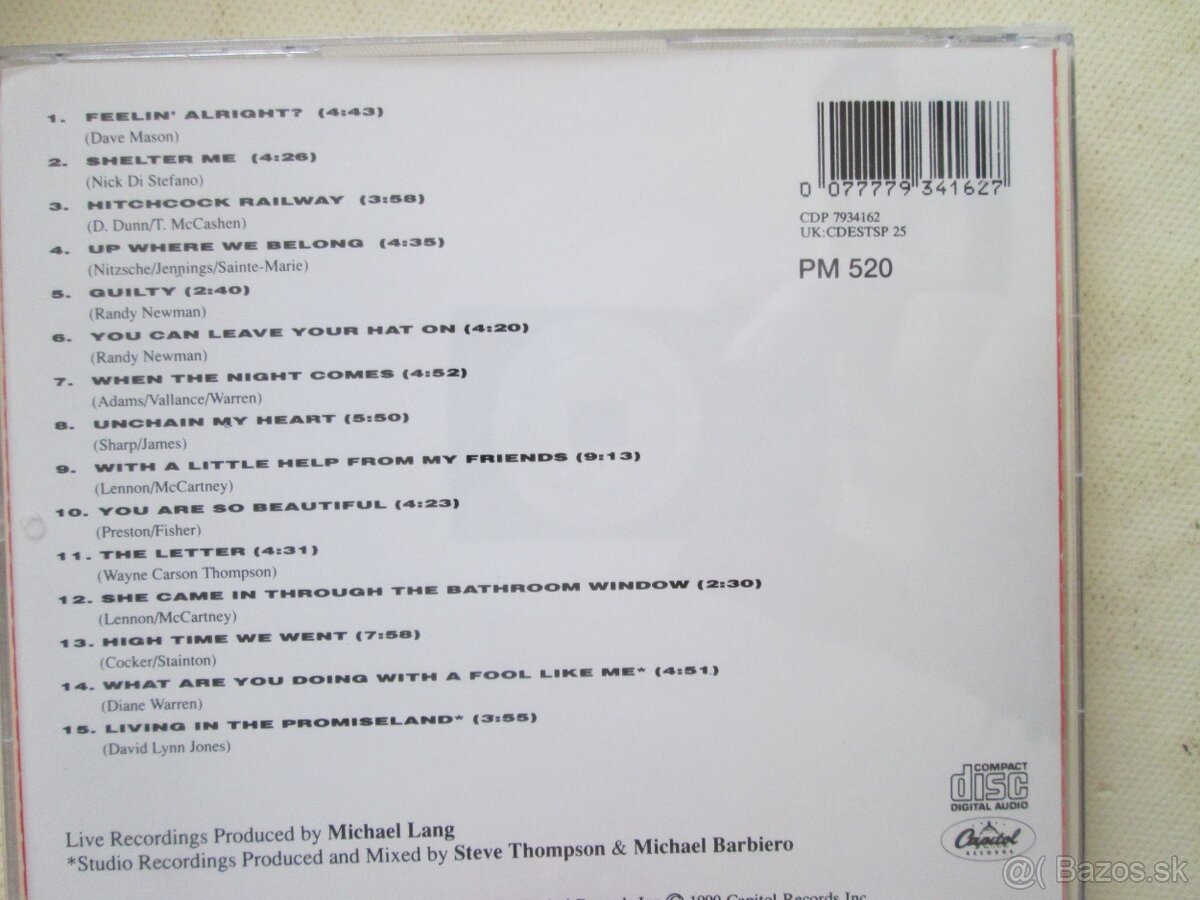 1. FEELIN' ALRIGHT? (4:43)
(Dave Mason)
2. SHELTER ME (4:26)
(Nick Di Stefano)
3. HITCHCOCK RAILWAY (3:58)
(D. Dunn/T. McCashen)
4. UP WHERE WE BELONG (4:35)
(Nitzsche/Jennings/Sainte-Marie)
5. GUILTY (2:40)
(Randy Newman)
6. YOU CAN LEAVE YOUR HAT ON (4:20)
(Randy Newman)
7. WHEN THE NIGHT COMES (4:52)
(Adams/Vallance/Warren)
8. UNCHAIN MY HEART (5:50)
(Sharp/James)
9. WITH A LITTLE HELP FROM MY FRIENDS (9:13)
(Lennon/McCartney)
10. YOU ARE SO BEAUTIFUL (4:23)
(Preston/Fisher)
11. THE LETTER (4:31)
(Wayne Carson Thompson)
12. SHE CAME IN THROUGH THE BATHROOM WINDOW (2:30)
(Lennon/McCartney)
13. HIGH TIME WE WENT (7:58)
(Cocker/Stainton)
14. WHAT ARE YOU DOING WITH A FOOL LIKE ME* (4:51)
(Diane Warren)
15. LIVING IN THE PROMISELAND* (3:55)
(David Lynn Jones)
0 077779 341627
CDP 7934162
UK:CDESTSP 25
PM 520
Live Recordings Produced by Michael Lang
*Studio Recordings Produced and Mixed by Steve Thompson & Michael Barbiero
COMPACT
disc
DIGITAL AUDIO
Capitol
RECORDS
© 1990 Capitol Records Inc
@( Bazos.sk